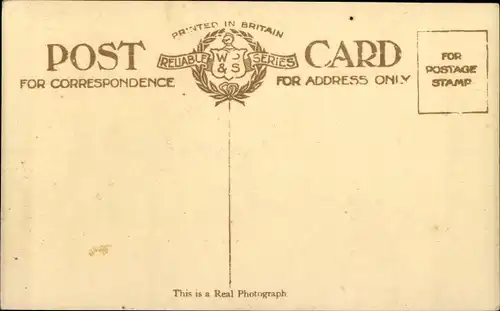 PRINTED IN BRITAIN
POST CARD
RELIABLE SERIES
W J
& S
FOR CORRESPONDENCE
FOR ADDRESS ONLY
FOR
POSTAGE
STAMP
This is a Real Photograph